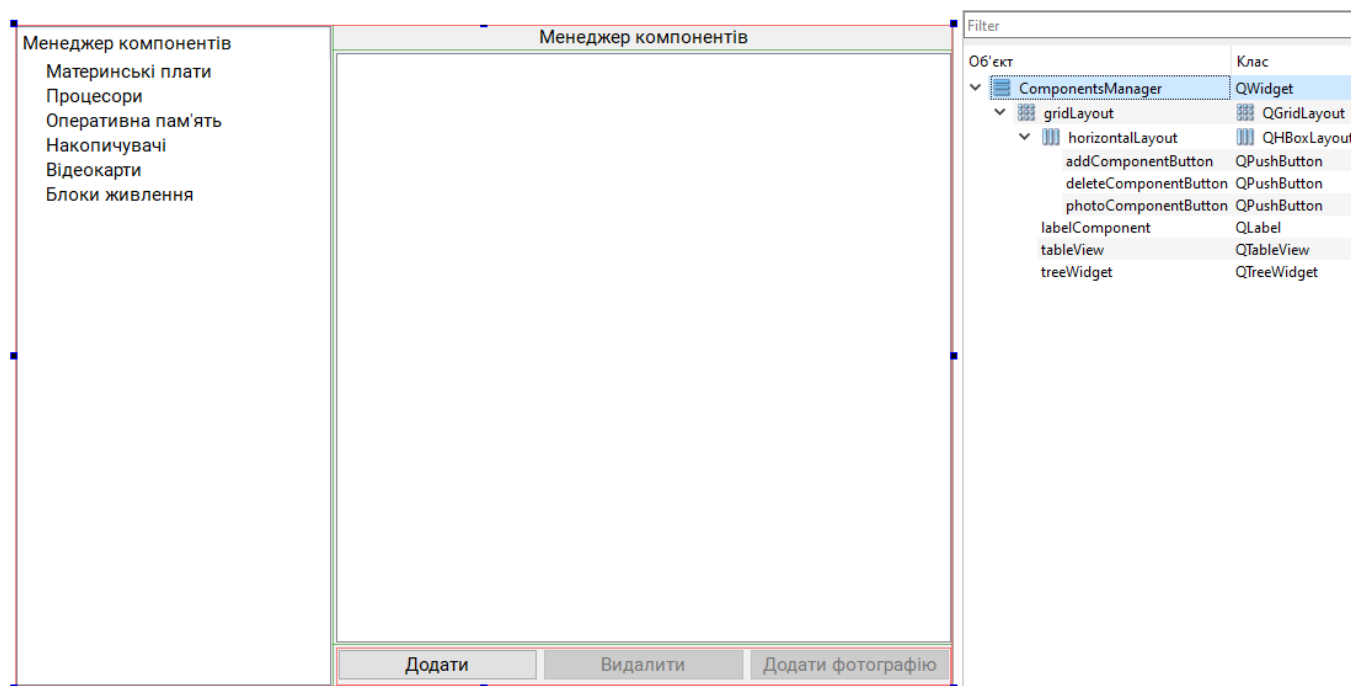 Менеджер компонентів
Материнські плати
Процесори
Оперативна пам'ять
Накопичувачі
Відеокарти
Блоки живлення
Менеджер компонентів
Додати
Видалити
Додати фотографію
Filter
Об'єкт Клас
ComponentsManager QWidget
gridLayout QGridLayout
horizontalLayout QHBoxLayout
addComponentButton QPushButton
deleteComponentButton QPushButton
photoComponentButton QPushButton
labelComponent QLabel
tableView QTableView
treeWidget QTreeWidget